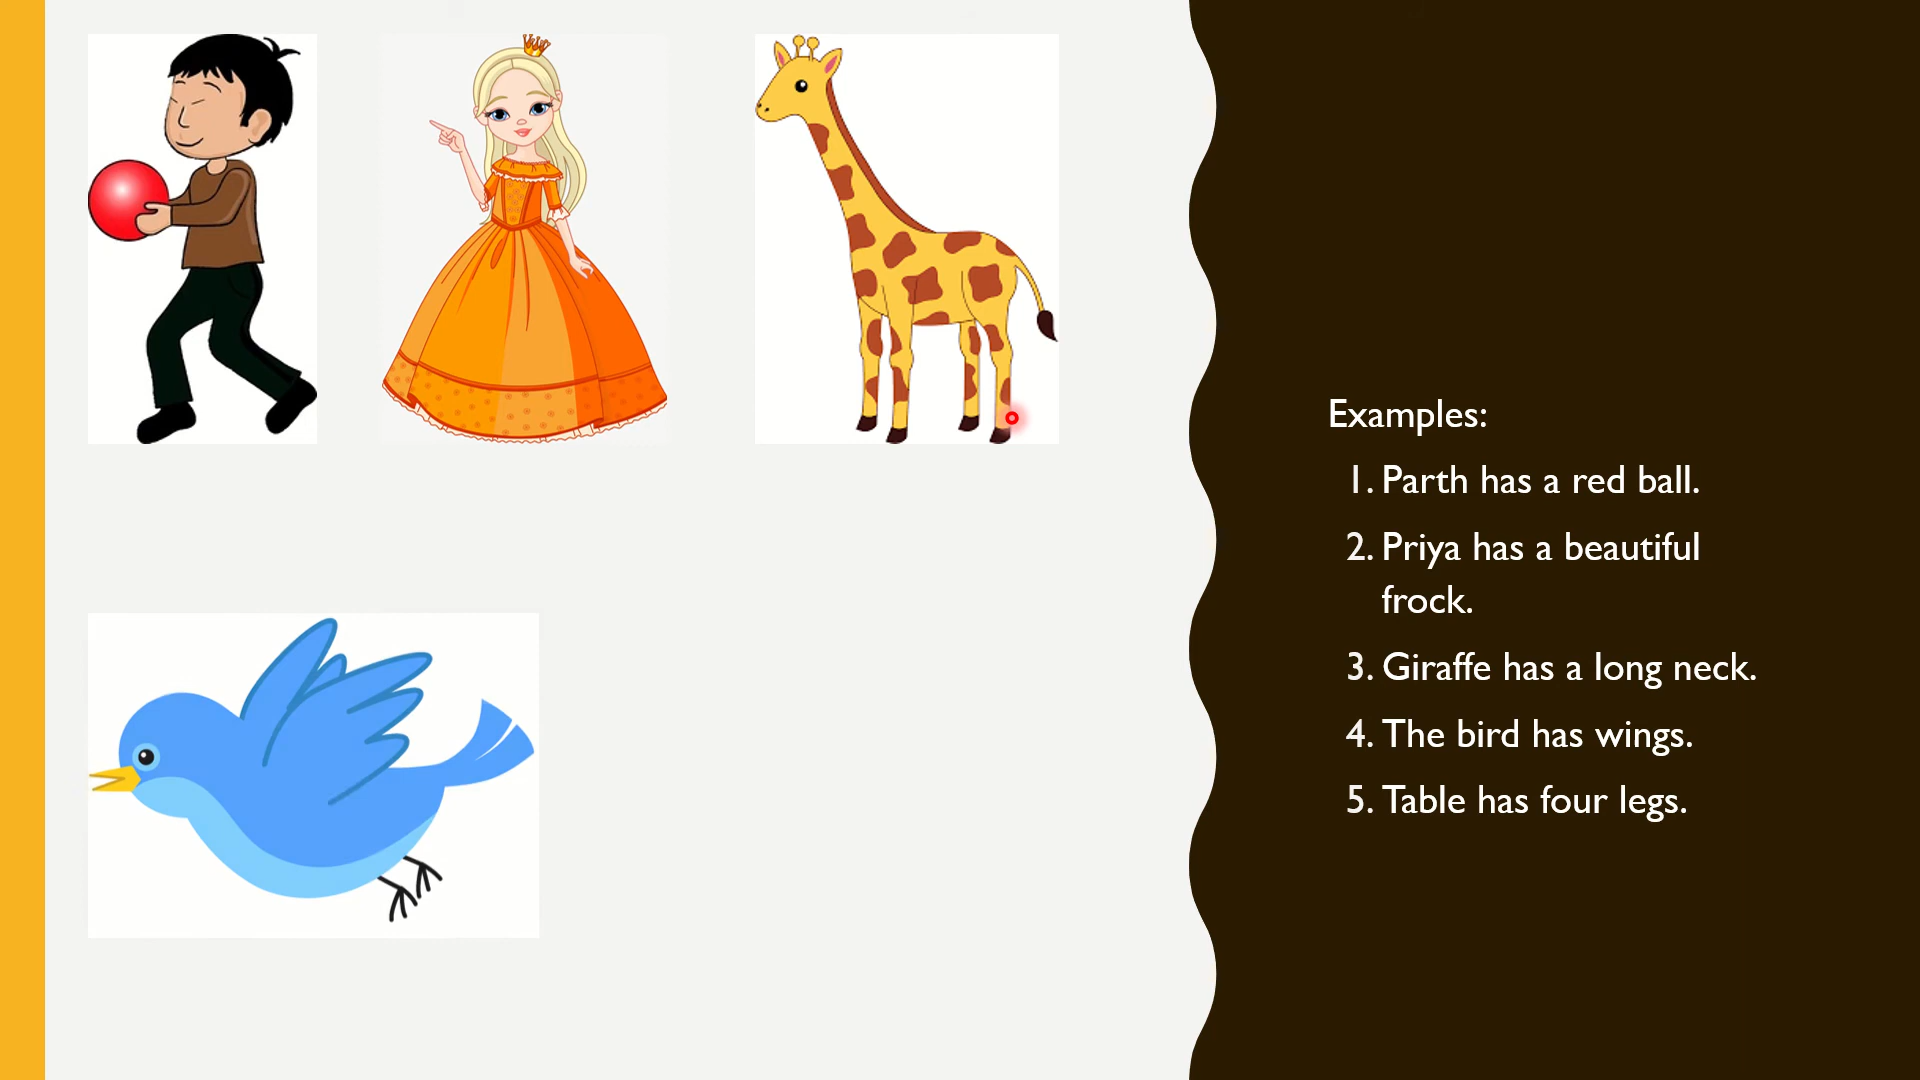 Examples:
1. Parth has a red ball.
2. Priya has a beautiful
frock.
3. Giraffe has a long neck.
4. The bird has wings.
5. Table has four legs.